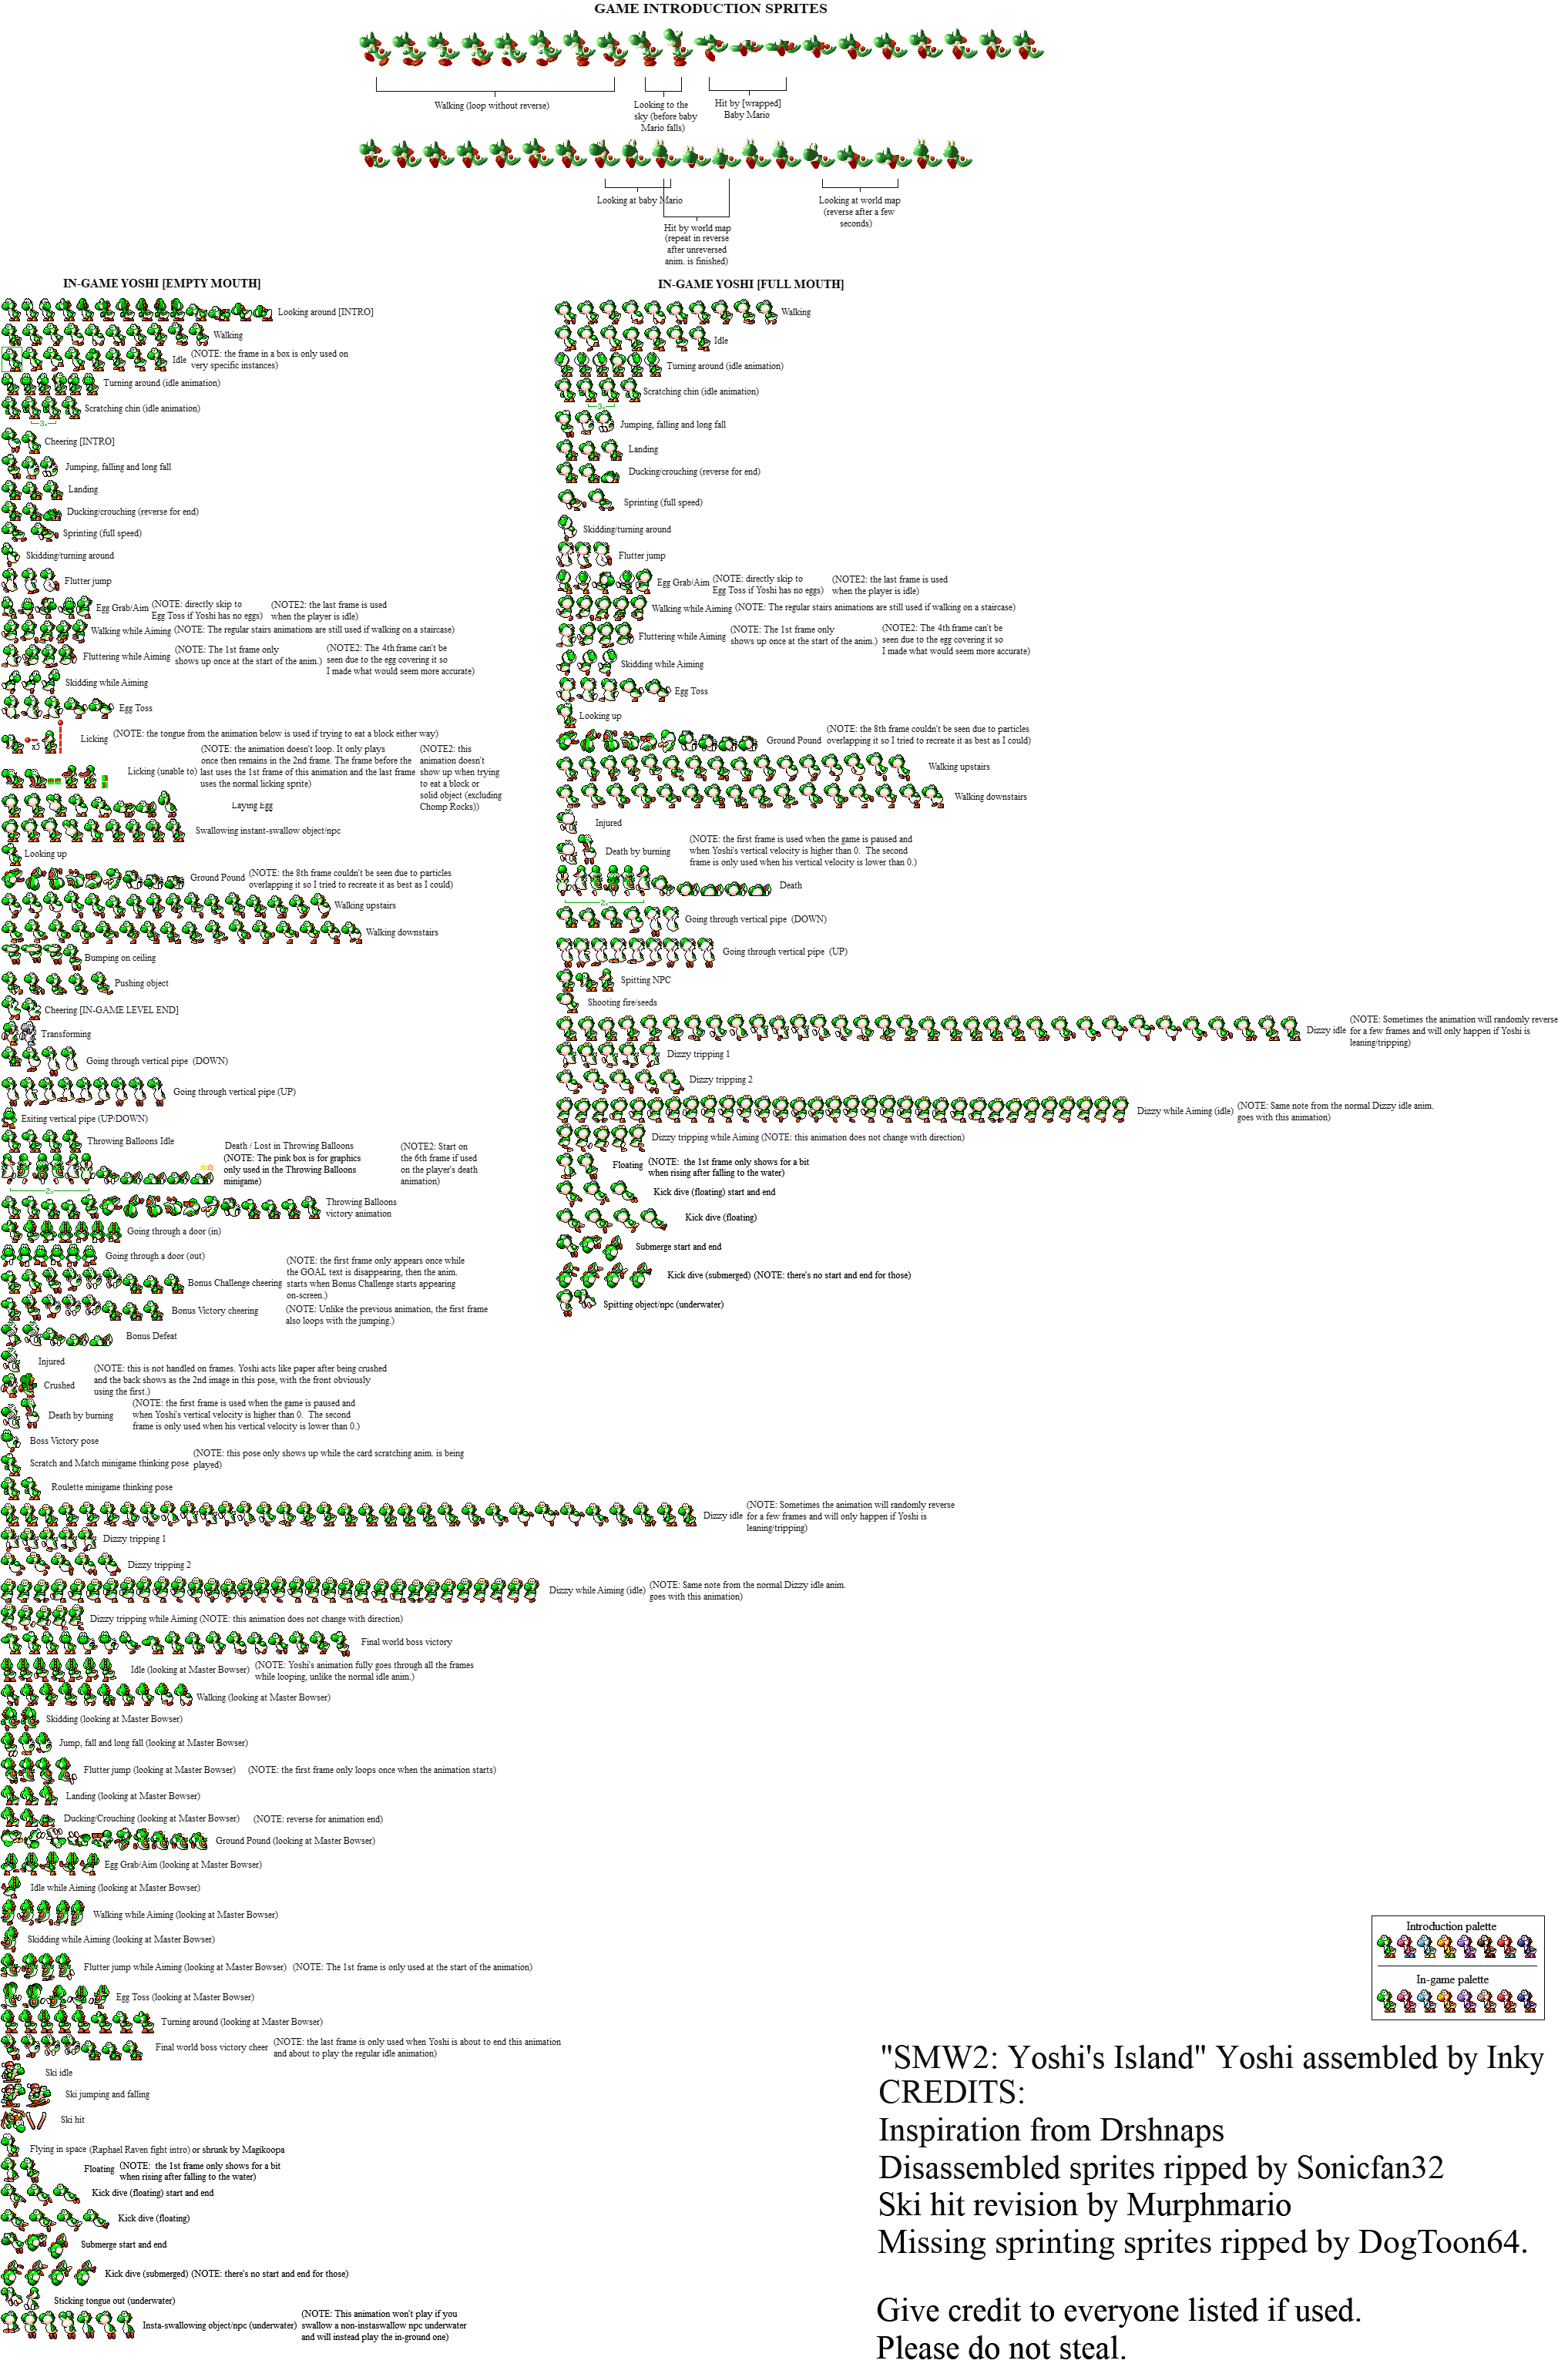 GAME INTRODUCTION SPRITES
Walking (loop without reverse)
Looking to the
sky (before baby
Mario falls)
Hit by [wrapped]
Baby Mario
Looking at baby Mario
Hit by world map
(repeat in reverse
after unreversed
anim. is finished)
Looking at world map
(reverse after a few
seconds)
IN-GAME YOSHI [EMPTY MOUTH]
Looking around [INTRO]
Walking
Idle
(NOTE: the frame in a box is only used on
very specific instances)
Turning around (idle animation)
Scratching chin (idle animation)
3x
Cheering [INTRO]
Jumping, falling and long fall
Landing
Ducking/crouching (reverse for end)
Sprinting (full speed)
Skidding/turning around
Flutter jump
Egg Grab/Aim
(NOTE: directly skip to
Egg Toss if Yoshi has no eggs)
(NOTE2: the last frame is used
when the player is idle)
Walking while Aiming (NOTE: The regular stairs animations are still used if walking on a staircase)
Fluttering while Aiming
(NOTE: The 1st frame only
shows up once at the start of the anim.)
(NOTE2: The 4th frame can't be
seen due to the egg covering it so
I made what would seem more accurate)
Skidding while Aiming
Egg Toss
x5
Licking
(NOTE: the tongue from the animation below is used if trying to eat a block either way)
Licking (unable to)
(NOTE: the animation doesn't loop. It only plays
once then remains in the 2nd frame. The frame before the
last uses the 1st frame of this animation and the last frame
uses the normal licking sprite)
(NOTE2: this
animation doesn't
show up when trying
to eat a block or
solid object (excluding
Chomp Rocks))
Laying Egg
Swallowing instant-swallow object/npc
Looking up
Ground Pound
(NOTE: the 8th frame couldn't be seen due to particles
overlapping it so I tried to recreate it as best as I could)
Walking upstairs
Walking downstairs
Bumping on ceiling
Pushing object
Cheering [IN-GAME LEVEL END]
Transforming
Going through vertical pipe (DOWN)
Going through vertical pipe (UP)
Exiting vertical pipe (UP/DOWN)
Throwing Balloons Idle
Death / Lost in Throwing Balloons
(NOTE: The pink box is for graphics
only used in the Throwing Balloons
minigame)
(NOTE2: Start on
the 6th frame if used
on the player's death
animation)
2x
Throwing Balloons
victory animation
Going through a door (in)
Going through a door (out)
Bonus Challenge cheering
(NOTE: the first frame only appears once while
the GOAL text is disappearing, then the anim.
starts when Bonus Challenge starts appearing
on-screen.)
Bonus Victory cheering
(NOTE: Unlike the previous animation, the first frame
also loops with the jumping.)
Bonus Defeat
Injured
Crushed
(NOTE: this is not handled on frames. Yoshi acts like paper after being crushed
and the back shows as the 2nd image in this pose, with the front obviously
using the first.)
Death by burning
(NOTE: the first frame is used when the game is paused and
when Yoshi's vertical velocity is higher than 0. The second
frame is only used when his vertical velocity is lower than 0.)
Boss Victory pose
Scratch and Match minigame thinking pose
(NOTE: this pose only shows up while the card scratching anim. is being
played)
Roulette minigame thinking pose
Dizzy idle
(NOTE: Sometimes the animation will randomly reverse
for a few frames and will only happen if Yoshi is
leaning/tripping)
Dizzy tripping 1
Dizzy tripping 2
Dizzy while Aiming (idle)
(NOTE: Same note from the normal Dizzy idle anim.
goes with this animation)
Dizzy tripping while Aiming (NOTE: this animation does not change with direction)
Final world boss victory
Idle (looking at Master Bowser)
(NOTE: Yoshi's animation fully goes through all the frames
while looping, unlike the normal idle anim.)
Walking (looking at Master Bowser)
Skidding (looking at Master Bowser)
Jump, fall and long fall (looking at Master Bowser)
Flutter jump (looking at Master Bowser) (NOTE: the first frame only loops once when the animation starts)
Landing (looking at Master Bowser)
Ducking/Crouching (looking at Master Bowser) (NOTE: reverse for animation end)
Ground Pound (looking at Master Bowser)
Egg Grab/Aim (looking at Master Bowser)
Idle while Aiming (looking at Master Bowser)
Walking while Aiming (looking at Master Bowser)
Skidding while Aiming (looking at Master Bowser)
Flutter jump while Aiming (looking at Master Bowser) (NOTE: The 1st frame is only used at the start of the animation)
Egg Toss (looking at Master Bowser)
Turning around (looking at Master Bowser)
Final world boss victory cheer
(NOTE: the last frame is only used when Yoshi is about to end this animation
and about to play the regular idle animation)
Ski idle
Ski jumping and falling
Ski hit
Flying in space (Raphael Raven fight intro) or shrunk by Magikoopa
Floating
(NOTE: the 1st frame only shows for a bit
when rising after falling to the water)
Kick dive (floating) start and end
Kick dive (floating)
Submerge start and end
Kick dive (submerged) (NOTE: there's no start and end for those)
Sticking tongue out (underwater)
Insta-swallowing object/npc (underwater)
(NOTE: This animation won't play if you
swallow a non-instaswallow npc underwater
and will instead play the in-ground one)
IN-GAME YOSHI [FULL MOUTH]
Walking
Idle
Turning around (idle animation)
Scratching chin (idle animation)
3x
Jumping, falling and long fall
Landing
Ducking/crouching (reverse for end)
Sprinting (full speed)
Skidding/turning around
Flutter jump
Egg Grab/Aim
(NOTE: directly skip to
Egg Toss if Yoshi has no eggs)
(NOTE2: the last frame is used
when the player is idle)
Walking while Aiming (NOTE: The regular stairs animations are still used if walking on a staircase)
Fluttering while Aiming
(NOTE: The 1st frame only
shows up once at the start of the anim.)
(NOTE2: The 4th frame can't be
seen due to the egg covering it so
I made what would seem more accurate)
Skidding while Aiming
Egg Toss
Looking up
Ground Pound
(NOTE: the 8th frame couldn't be seen due to particles
overlapping it so I tried to recreate it as best as I could)
Walking upstairs
Walking downstairs
Injured
Death by burning
(NOTE: the first frame is used when the game is paused and
when Yoshi's vertical velocity is higher than 0. The second
frame is only used when his vertical velocity is lower than 0.)
Death
2x
Going through vertical pipe (DOWN)
Going through vertical pipe (UP)
Spitting NPC
Shooting fire/seeds
Dizzy idle
(NOTE: Sometimes the animation will randomly reverse
for a few frames and will only happen if Yoshi is
leaning/tripping)
Dizzy tripping 1
Dizzy tripping 2
Dizzy while Aiming (idle)
(NOTE: Same note from the normal Dizzy idle anim.
goes with this animation)
Dizzy tripping while Aiming (NOTE: this animation does not change with direction)
Floating
(NOTE: the 1st frame only shows for a bit
when rising after falling to the water)
Kick dive (floating) start and end
Kick dive (floating)
Submerge start and end
Kick dive (submerged) (NOTE: there's no start and end for those)
Spitting object/npc (underwater)
Introduction palette
In-game palette
"SMW2: Yoshi's Island" Yoshi assembled by Inky
CREDITS:
Inspiration from Drshnaps
Disassembled sprites ripped by Sonicfan32
Ski hit revision by Murphmario
Missing sprinting sprites ripped by DogToon64.
Give credit to everyone listed if used.
Please do not steal.